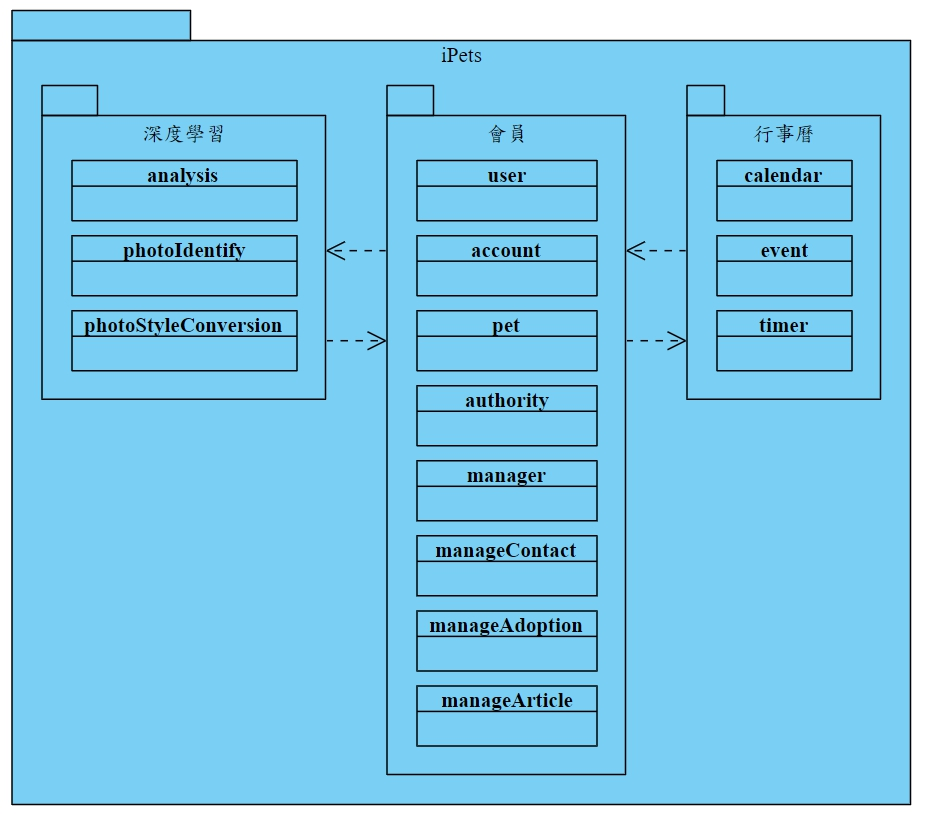 iPets
深度學習
analysis
photoIdentify
photoStyleConversion
會員
user
account
pet
authority
manager
manageContact
manageAdoption
manageArticle
行事曆
calendar
event
timer